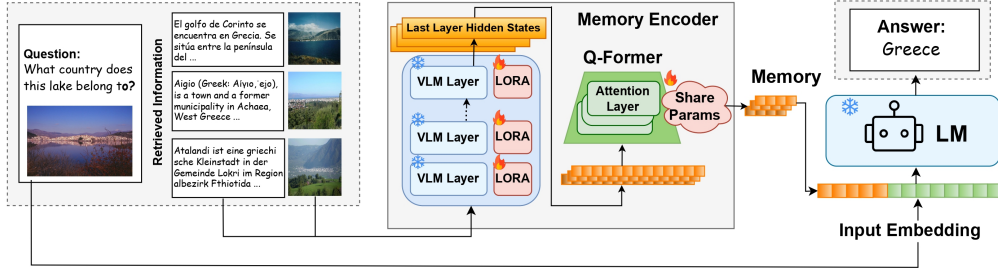 Question:
What country does
this lake belong to?
Retrieved Information
El golfo de Corinto se
encuentra en Grecia. Se
sitúa entre la península
del ...
Aigio (Greek: Αίγιο,ˈeʝo),
is a town and a former
municipality in Achaea,
West Greece ...
Atalandi ist eine griechi
sche Kleinstadt in der
Gemeinde Lokri im Region
albezirk Fthiotida ...
Last Layer Hidden States
VLM Layer
LORA
VLM Layer
LORA
VLM Layer
LORA
Memory Encoder
Q-Former
Attention
Layer
Share
Params
Memory
Answer:
Greece
LM
Input Embedding